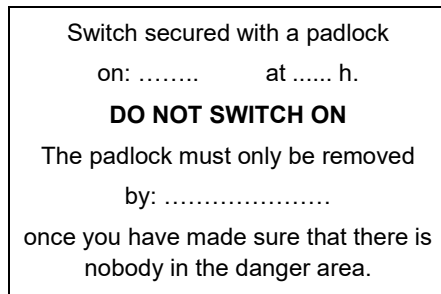 Switch secured with a padlock
on: …….. at ...... h.
DO NOT SWITCH ON
The padlock must only be removed
by: …………………
once you have made sure that there is
nobody in the danger area.